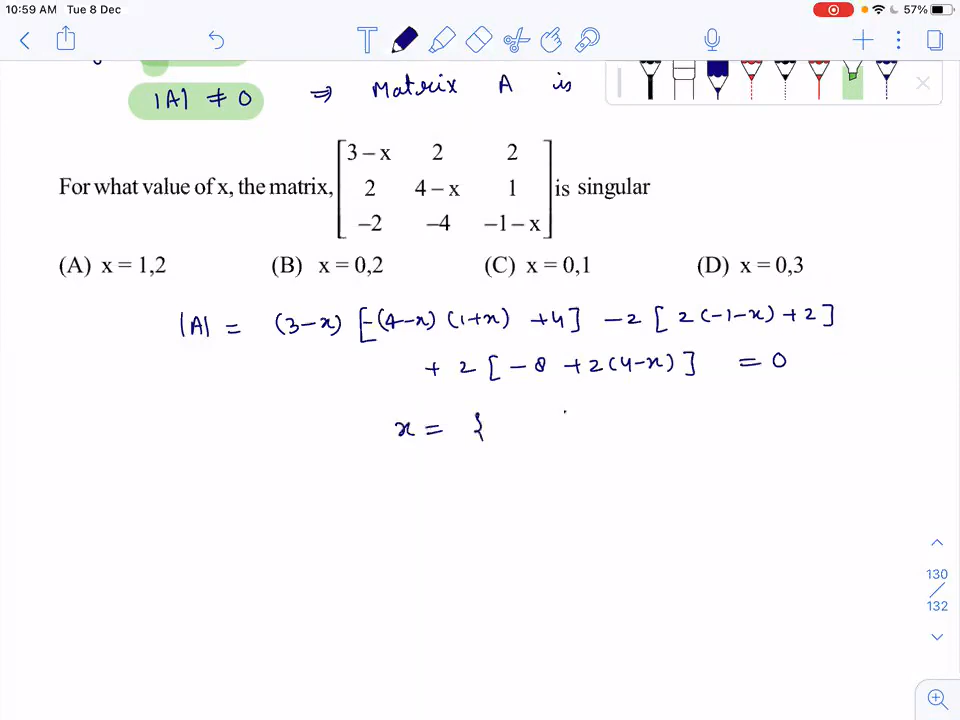 10:59 AM Tue 8 Dec 57%
|A| ≠ 0 ⇒ Matrix A is
For what value of x, the matrix, [3 – x 2 2
2 4 – x 1
–2 –4 –1 – x] is singular
(A) x = 1,2 (B) x = 0,2 (C) x = 0,1 (D) x = 0,3
|A| = (3-x) [-(4-x) (1+x) +4] -2 [2(-1-x)+2]
+ 2 [-8 +2(4-x)] = 0
x = {
130
132